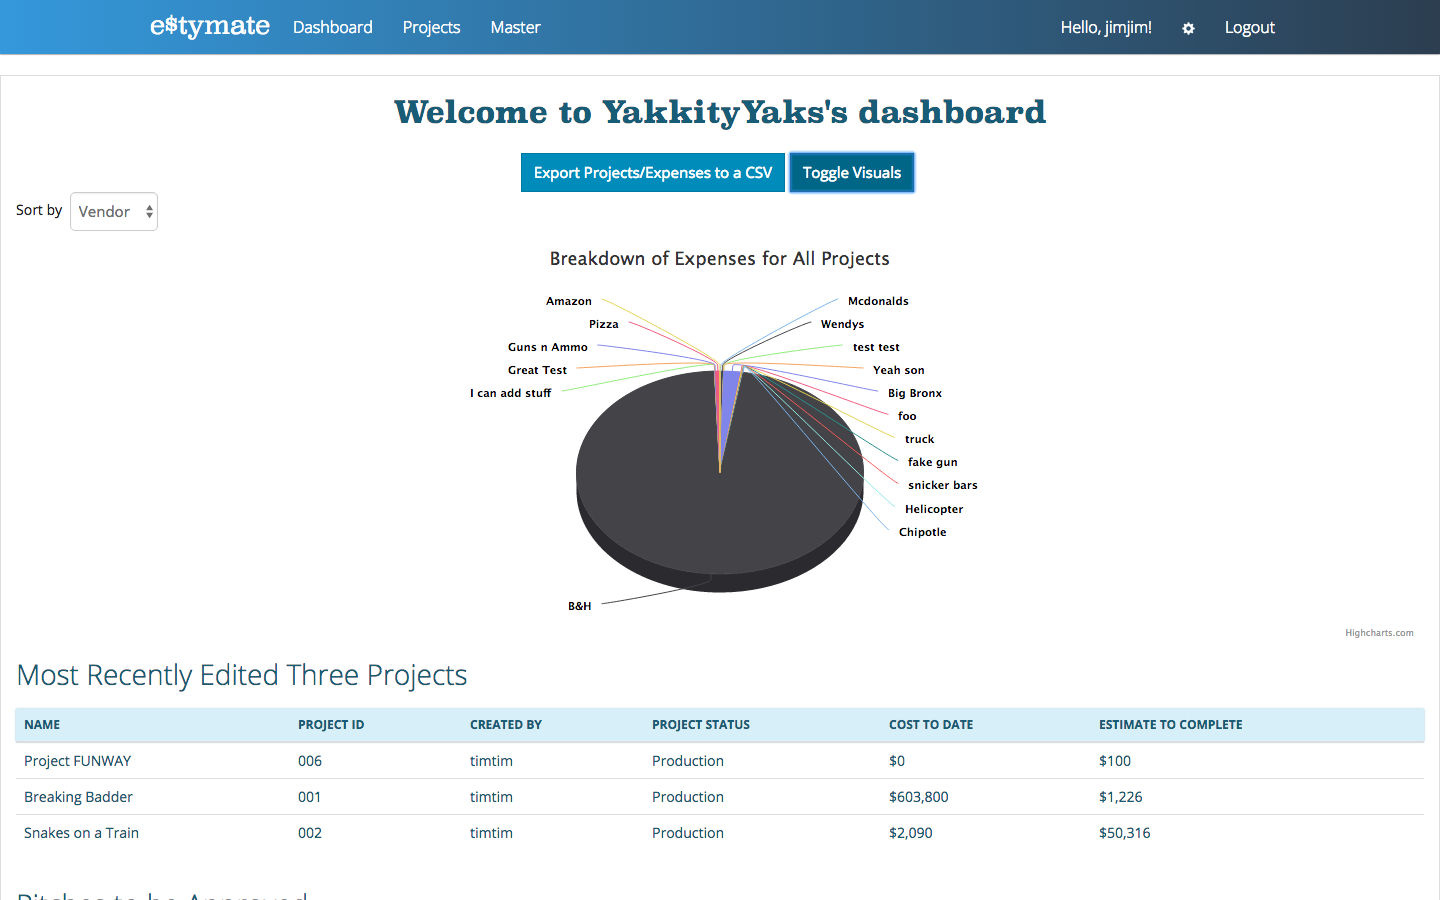 e$tymate Dashboard Projects Master Hello, jimjim! Logout
Welcome to YakkityYaks's dashboard
Export Projects/Expenses to a CSV Toggle Visuals
Sort by Vendor
Breakdown of Expenses for All Projects
Amazon Mcdonalds
Pizza Wendys
Guns n Ammo test test
Great Test Yeah son
I can add stuff Big Bronx
foo
truck
fake gun
snicker bars
Helicopter
Chipotle
B&H
Highcharts.com
Most Recently Edited Three Projects
NAME PROJECT ID CREATED BY PROJECT STATUS COST TO DATE ESTIMATE TO COMPLETE
Project FUNWAY 006 timtim Production $0 $100
Breaking Badder 001 timtim Production $603,800 $1,226
Snakes on a Train 002 timtim Production $2,090 $50,316
Pitches to be Approved